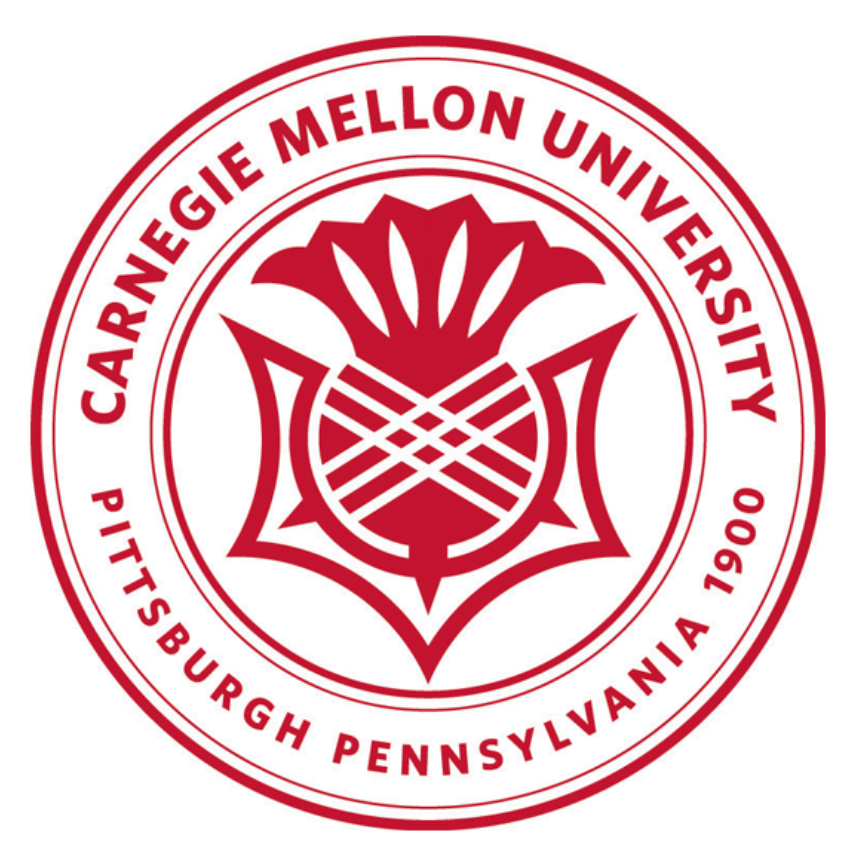 CARNEGIE MELLON UNIVERSITY
PITTSBURGH PENNSYLVANIA 1900